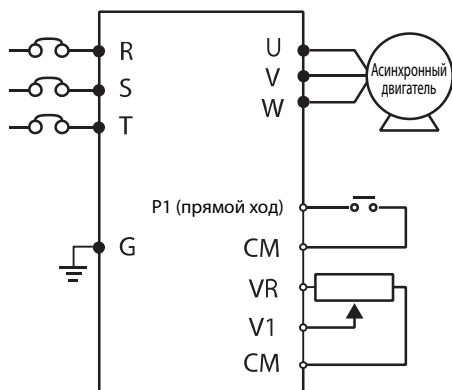 R
S
T
G
U
V
W
Асинхронный
двигатель
P1 (прямой ход)
CM
VR
V1
CM